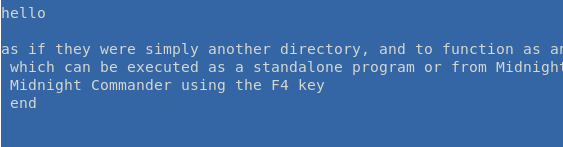 hello
as if they were simply another directory, and to function as an
which can be executed as a standalone program or from Midnight
Midnight Commander using the F4 key
end